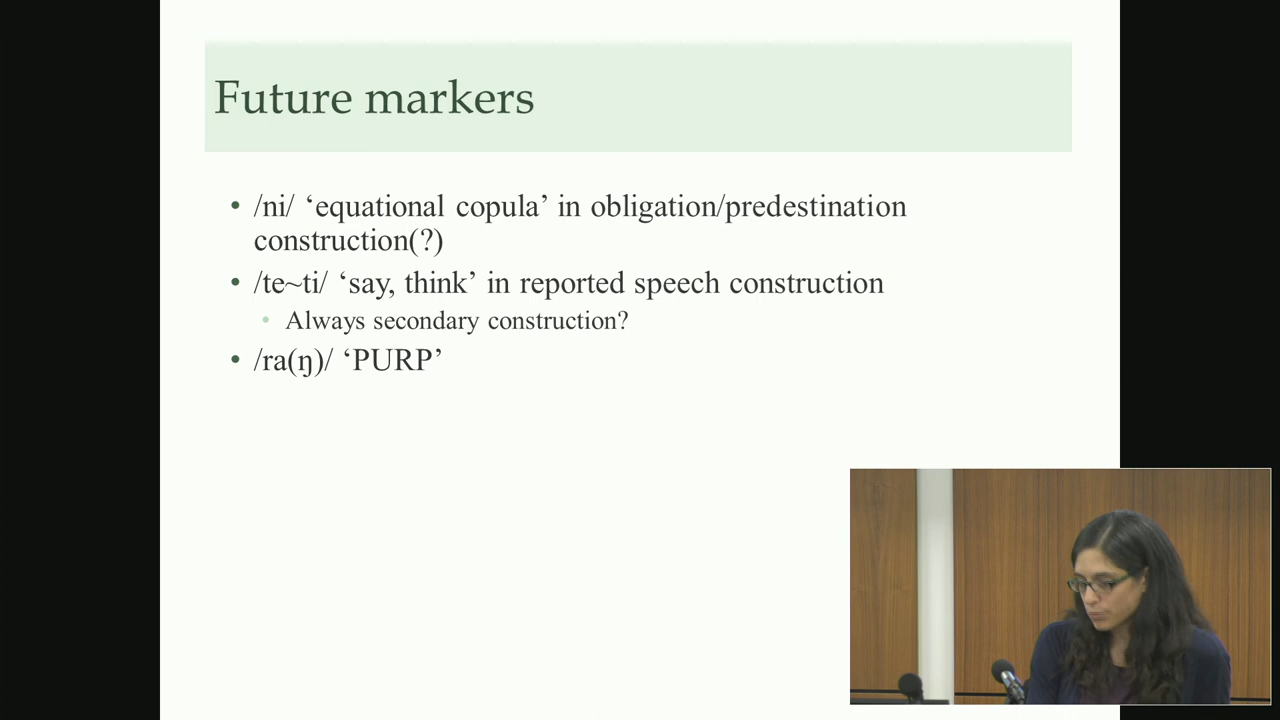 Future markers
• /ni/ ‘equational copula’ in obligation/predestination
construction(?)
• /te~ti/ ‘say, think’ in reported speech construction
• Always secondary construction?
• /ra(ŋ)/ ‘PURP’